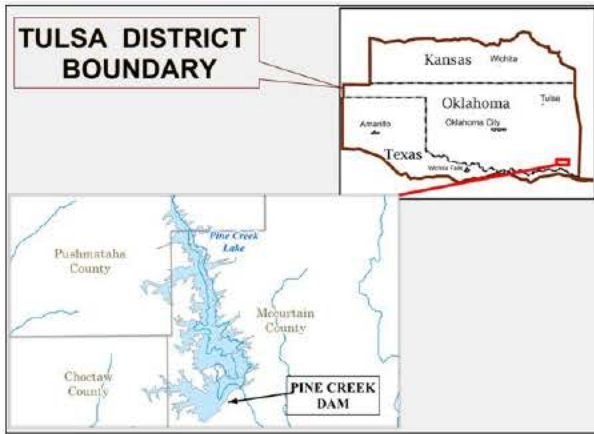 TULSA DISTRICT
BOUNDARY
Kansas
Wichita
Oklahoma
Tulsa
Amarillo
Oklahoma City
Texas
Wichita Falls
Pine Creek
Lake
Pushmataha
County
Mccurtain
County
Choctaw
County
PINE CREEK
DAM